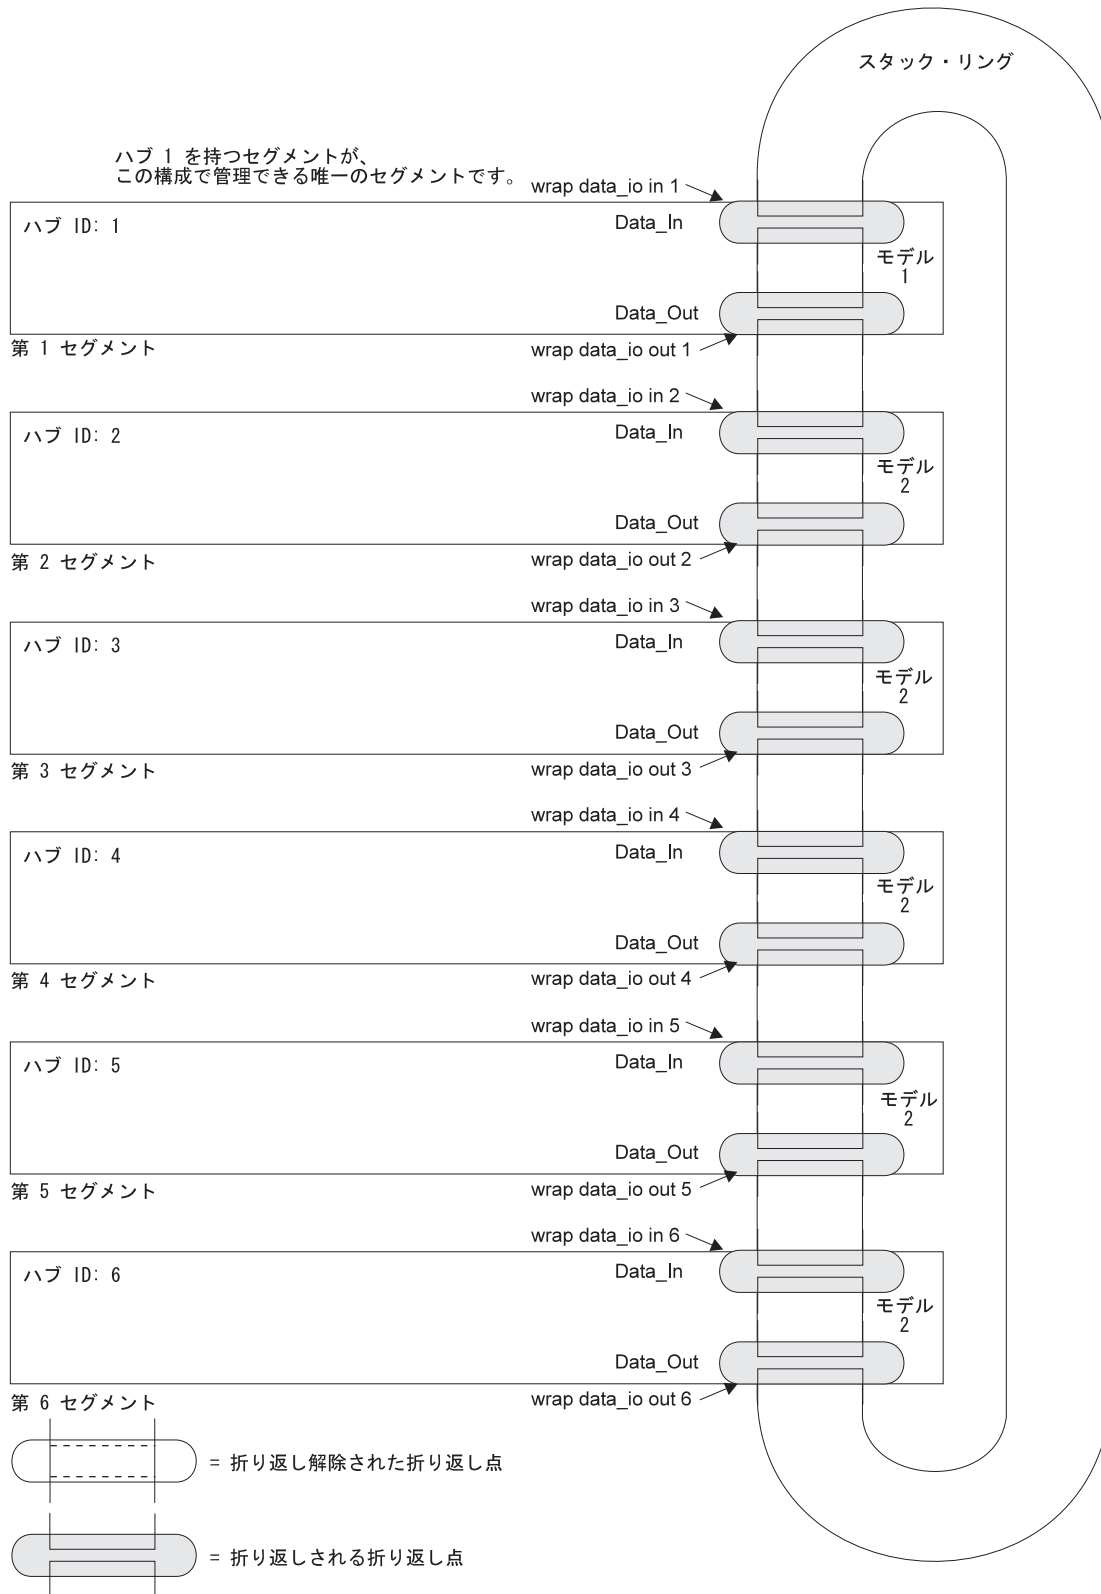 スタック・リング
ハブ 1 を持つセグメントが、
この構成で管理できる唯一のセグメントです。
wrap data_io in 1
ハブ ID: 1
Data_In
モデル
1
Data_Out
第 1 セグメント
wrap data_io out 1
wrap data_io in 2
ハブ ID: 2
Data_In
モデル
2
Data_Out
第 2 セグメント
wrap data_io out 2
wrap data_io in 3
ハブ ID: 3
Data_In
モデル
2
Data_Out
第 3 セグメント
wrap data_io out 3
wrap data_io in 4
ハブ ID: 4
Data_In
モデル
2
Data_Out
第 4 セグメント
wrap data_io out 4
wrap data_io in 5
ハブ ID: 5
Data_In
モデル
2
Data_Out
第 5 セグメント
wrap data_io out 5
wrap data_io in 6
ハブ ID: 6
Data_In
モデル
2
Data_Out
第 6 セグメント
wrap data_io out 6
= 折り返し解除された折り返し点
= 折り返しされる折り返し点